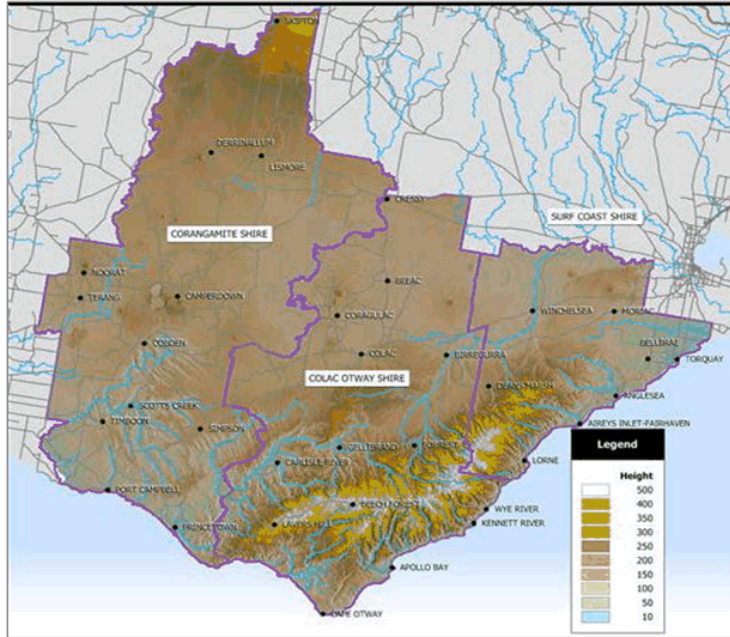 SKIPTON
DERRINALLUM
LISMORE
CRESSY
SURF COAST SHIRE
CORANGAMITE SHIRE
NOORAT
BEEAC
TERANG
CAMPERDOWN
WINCHELSEA
MORIAC
CORAGULAC
COBDEN
BELLBRAE
COLAC
BIRREGURRA
TORQUAY
COLAC OTWAY SHIRE
DEANS MARSH
ANGLESEA
SCOTTS CREEK
TIMBOON
SIMPSON
AIREYS INLET-FAIRHAVEN
GELLIBRAND
FORREST
CARLISLE RIVER
LORNE
PORT CAMPBELL
BEECH FOREST
WYE RIVER
LAVERS HILL
KENNETT RIVER
PRINCETOWN
APOLLO BAY
CAPE OTWAY
Legend
Height
500
400
350
300
250
200
150
100
50
10